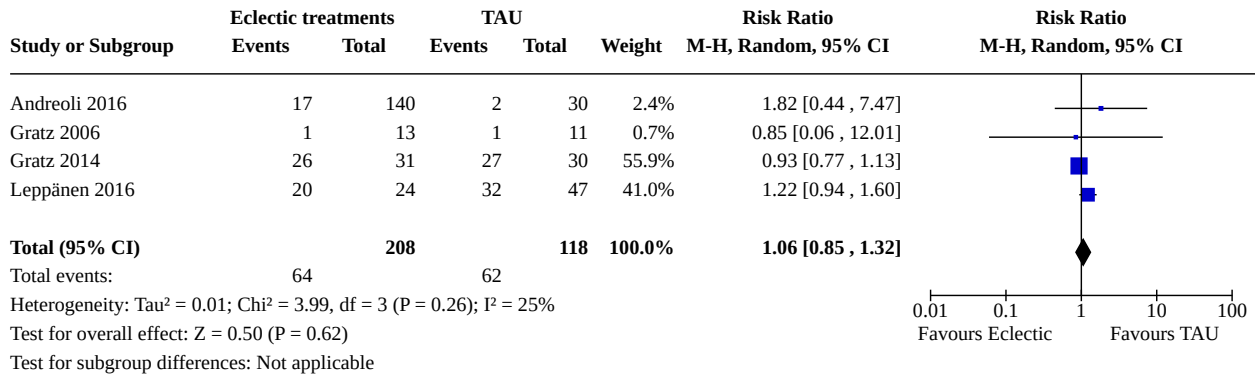 Eclectic treatments TAU Risk Ratio Risk Ratio
Study or Subgroup Events Total Events Total Weight M-H, Random, 95% CI M-H, Random, 95% CI
Andreoli 2016 17 140 2 30 2.4% 1.82 [0.44 , 7.47]
Gratz 2006 1 13 1 11 0.7% 0.85 [0.06 , 12.01]
Gratz 2014 26 31 27 30 55.9% 0.93 [0.77 , 1.13]
Leppänen 2016 20 24 32 47 41.0% 1.22 [0.94 , 1.60]
Total (95% CI) 208 118 100.0% 1.06 [0.85 , 1.32]
Total events: 64 62
Heterogeneity: Tau² = 0.01; Chi² = 3.99, df = 3 (P = 0.26); I² = 25%
Test for overall effect: Z = 0.50 (P = 0.62)
Test for subgroup differences: Not applicable
0.01 0.1 1 10 100
Favours Eclectic Favours TAU